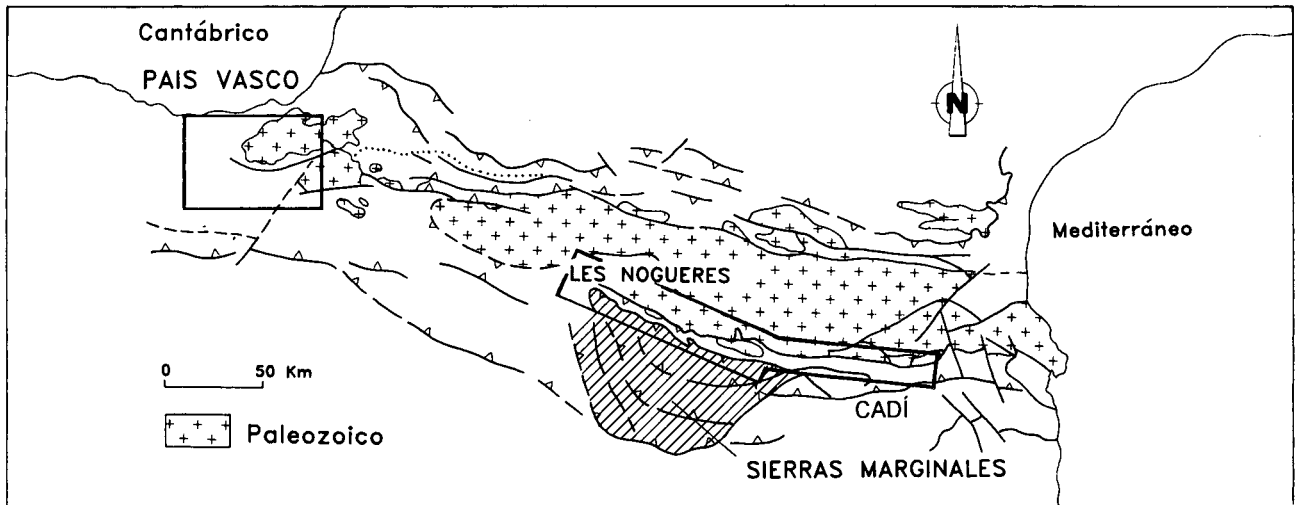 Cantábrico
PAIS VASCO
N
Mediterráneo
LES NOGUERES
0 50 Km
CADÍ
Paleozoico
SIERRAS MARGINALES